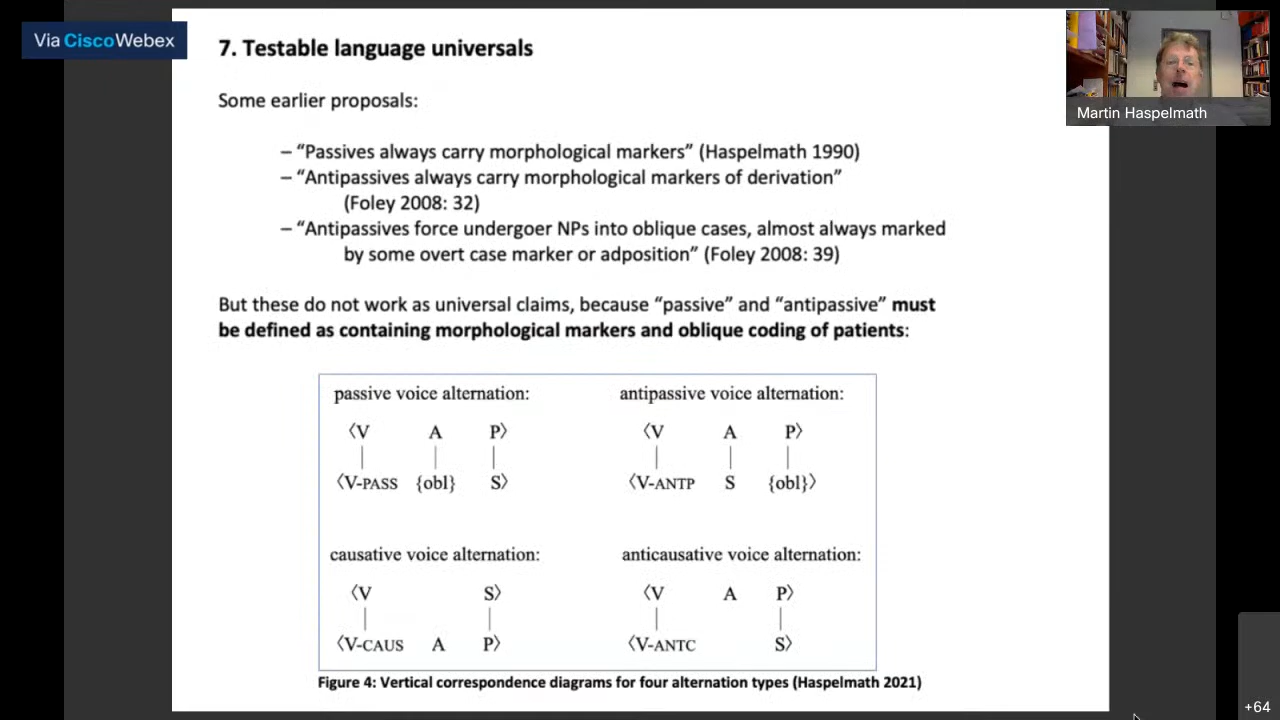 Via Cisco Webex
7. Testable language universals
Martin Haspelmath
Some earlier proposals:
– “Passives always carry morphological markers” (Haspelmath 1990)
– “Antipassives always carry morphological markers of derivation”
(Foley 2008: 32)
– “Antipassives force undergoer NPs into oblique cases, almost always marked
by some overt case marker or adposition” (Foley 2008: 39)
But these do not work as universal claims, because “passive” and “antipassive” must
be defined as containing morphological markers and oblique coding of patients:
passive voice alternation:
⟨V A P⟩
⟨V-PASS {obl} S⟩
antipassive voice alternation:
⟨V A P⟩
⟨V-ANTP S {obl}⟩
causative voice alternation:
⟨V S⟩
⟨V-CAUS A P⟩
anticausative voice alternation:
⟨V A P⟩
⟨V-ANTC S⟩
Figure 4: Vertical correspondence diagrams for four alternation types (Haspelmath 2021)
+64